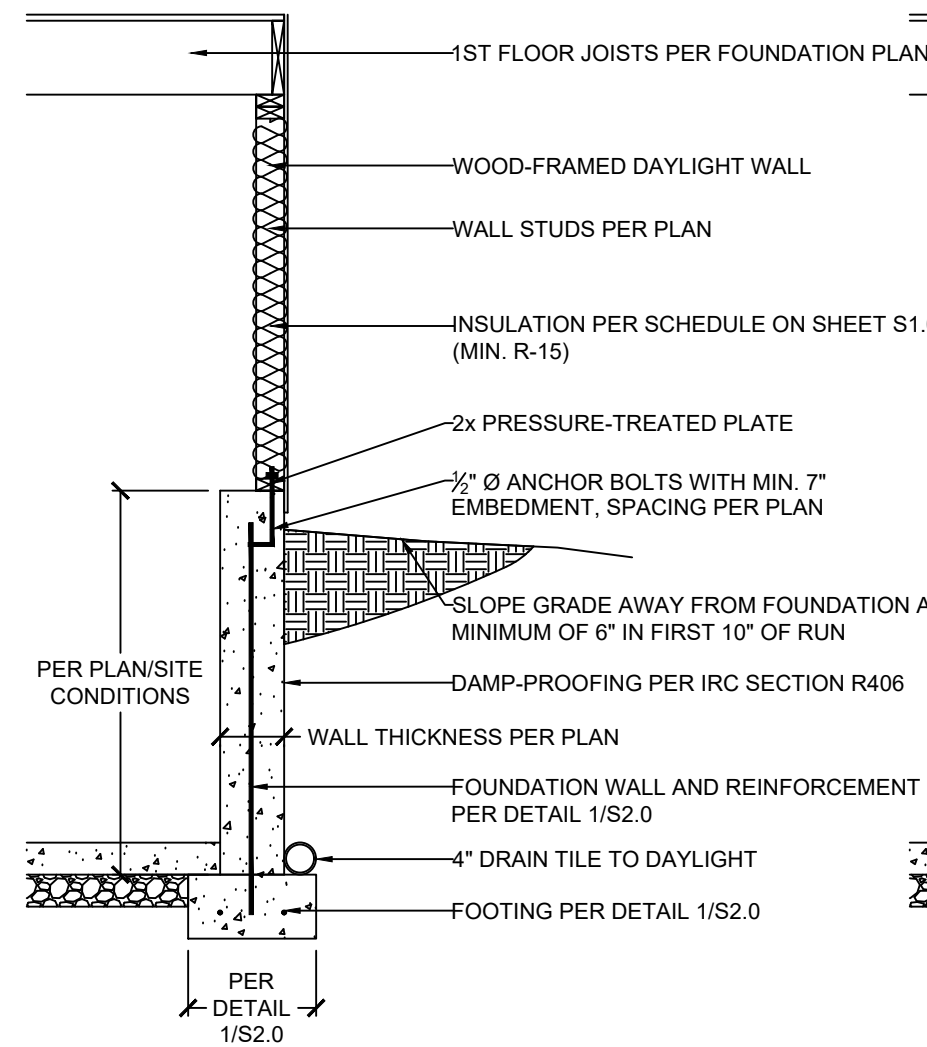 1ST FLOOR JOISTS PER FOUNDATION PLAN
WOOD-FRAMED DAYLIGHT WALL
WALL STUDS PER PLAN
INSULATION PER SCHEDULE ON SHEET
(MIN. R-15)
2x PRESSURE-TREATED PLATE
½" Ø ANCHOR BOLTS WITH MIN. 7"
EMBEDMENT, SPACING PER PLAN
SLOPE GRADE AWAY FROM FOUNDATION A
MINIMUM OF 6" IN FIRST 10" OF RUN
PER PLAN/SITE
CONDITIONS
DAMP-PROOFING PER IRC SECTION R406
WALL THICKNESS PER PLAN
FOUNDATION WALL AND REINFORCEMENT
PER DETAIL 1/S2.0
4" DRAIN TILE TO DAYLIGHT
FOOTING PER DETAIL 1/S2.0
PER
DETAIL
1/S2.0